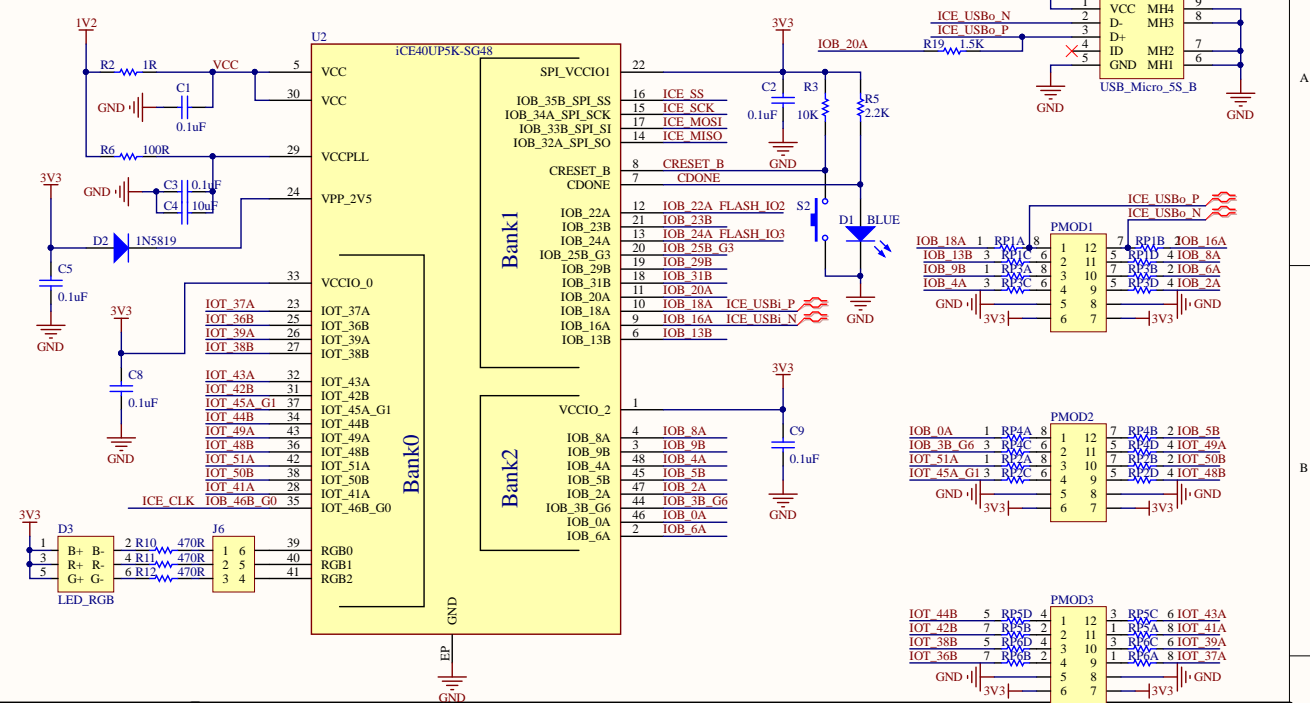 1V2
R2 1R VCC
GND C1 0.1uF
R6 100R
GND C3 0.1uF
C4 10uF
3V3
D2 1N5819
C5 0.1uF
GND
3V3
C8 0.1uF
GND
U2
iCE40UP5K-SG48
5 VCC
30 VCC
29 VCCPLL
24 VPP_2V5
33 VCCIO_0
IOT_37A 23 IOT_37A
IOT_36B 25 IOT_36B
IOT_39A 26 IOT_39A
IOT_38B 27 IOT_38B
IOT_43A 32 IOT_43A
IOT_42B 31 IOT_42B
IOT_45A_G1 37 IOT_45A_G1
IOT_44B 34 IOT_44B
IOT_49A 43 IOT_49A
IOT_48B 36 IOT_48B
IOT_51A 42 IOT_51A
IOT_50B 38 IOT_50B
IOT_41A 28 IOT_41A
ICE_CLK IOB_46B_G0 35 IOT_46B_G0
39 RGB0
40 RGB1
41 RGB2
Bank0
3V3
D3
1 B+ B- 2 R10 470R
3 R+ R- 4 R11 470R
5 G+ G- 6 R12 470R
LED_RGB
J6
1 6
2 5
3 4
GND
EP
GND
SPI_VCCIO1 22
IOB_35B_SPI_SS 16 ICE_SS
IOB_34A_SPI_SCK 15 ICE_SCK
IOB_33B_SPI_SI 17 ICE_MOSI
IOB_32A_SPI_SO 14 ICE_MISO
CRESET_B 8 CRESET_B
CDONE 7 CDONE
IOB_22A 12 IOB_22A FLASH_IO2
IOB_23B 21 IOB_23B
IOB_24A 13 IOB_24A FLASH_IO3
IOB_25B_G3 20 IOB_25B_G3
IOB_29B 19 IOB_29B
IOB_31B 18 IOB_31B
IOB_20A 11 IOB_20A
IOB_18A 10 IOB_18A ICE_USBi_P
IOB_16A 9 IOB_16A ICE_USBi_N
IOB_13B 6 IOB_13B
Bank1
VCCIO_2 1
IOB_8A 4 IOB_8A
IOB_9B 3 IOB_9B
IOB_4A 48 IOB_4A
IOB_5B 45 IOB_5B
IOB_2A 47 IOB_2A
IOB_3B_G6 44 IOB_3B_G6
IOB_0A 46 IOB_0A
IOB_6A 2 IOB_6A
Bank2
3V3
C2 0.1uF
GND
R3 10K
R5 2.2K
S2
D1 BLUE
GND
3V3
C9 0.1uF
GND
ICE_USBo_N
ICE_USBo_P
IOB_20A R19 1.5K
1 VCC MH4 9
2 D- MH3 8
3 D+
4 ID MH2 7
5 GND MH1 6
USB_Micro_5S_B
GND
GND
A
B
ICE_USBo_P
ICE_USBo_N
PMOD1
IOB_18A 1 RP1A 8 1 12 7 RP1B 2 IOB_16A
IOB_13B 3 RP1C 6 2 11 5 RP1D 4 IOB_8A
IOB_9B 1 RP3A 8 3 10 7 RP3B 2 IOB_6A
IOB_4A 3 RP3C 6 4 9 5 RP3D 4 IOB_2A
GND 5 8 GND
3V3 6 7 3V3
PMOD2
IOB_0A 1 RP4A 8 1 12 7 RP4B 2 IOB_5B
IOB_3B_G6 3 RP4C 6 2 11 5 RP4D 4 IOT_49A
IOT_51A 1 RP2A 8 3 10 7 RP2B 2 IOT_50B
IOT_45A_G1 3 RP2C 6 4 9 5 RP2D 4 IOT_48B
GND 5 8 GND
3V3 6 7 3V3
PMOD3
IOT_44B 5 RP5D 4 1 12 3 RP5C 6 IOT_43A
IOT_42B 7 RP5B 2 2 11 1 RP5A 8 IOT_41A
IOT_38B 5 RP6D 4 3 10 3 RP6C 6 IOT_39A
IOT_36B 7 RP6B 2 4 9 1 RP6A 8 IOT_37A
GND 5 8 GND
3V3 6 7 3V3